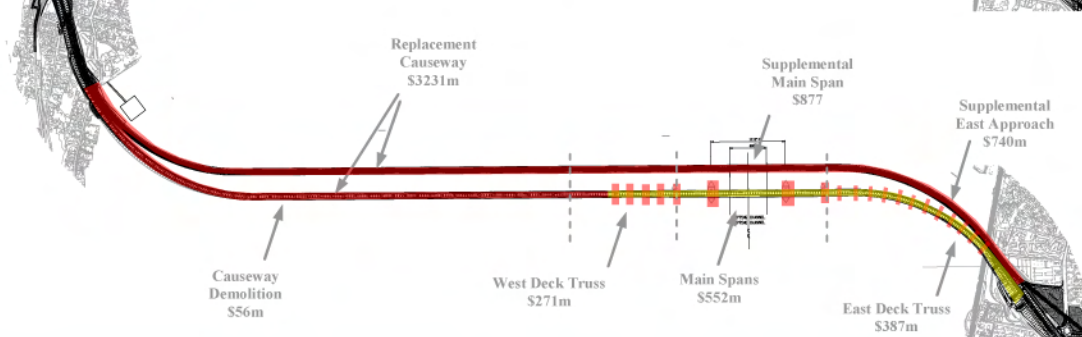 Replacement
Causeway
$3231m
Supplemental
Main Span
$877
Supplemental
East Approach
$740m
Causeway
Demolition
$56m
West Deck Truss
$271m
Main Spans
$552m
East Deck Truss
$387m